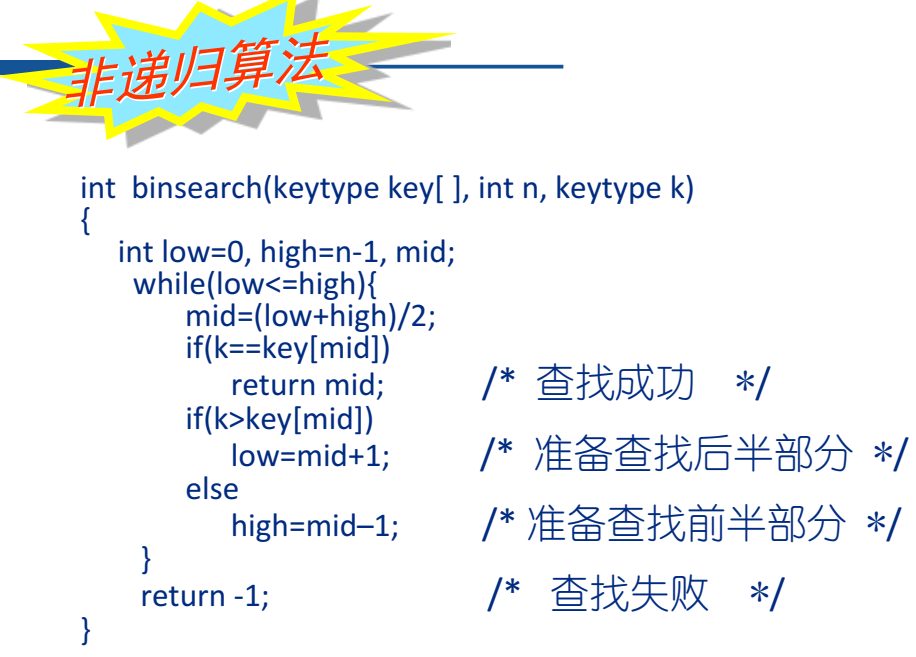 非递归算法
int binsearch(keytype key[ ], int n, keytype k)
{
int low=0, high=n-1, mid;
while(low<=high){
mid=(low+high)/2;
if(k==key[mid])
return mid; /* 查找成功 */
if(k>key[mid])
low=mid+1; /* 准备查找后半部分 */
else
high=mid–1; /* 准备查找前半部分 */
}
return -1; /* 查找失败 */
}